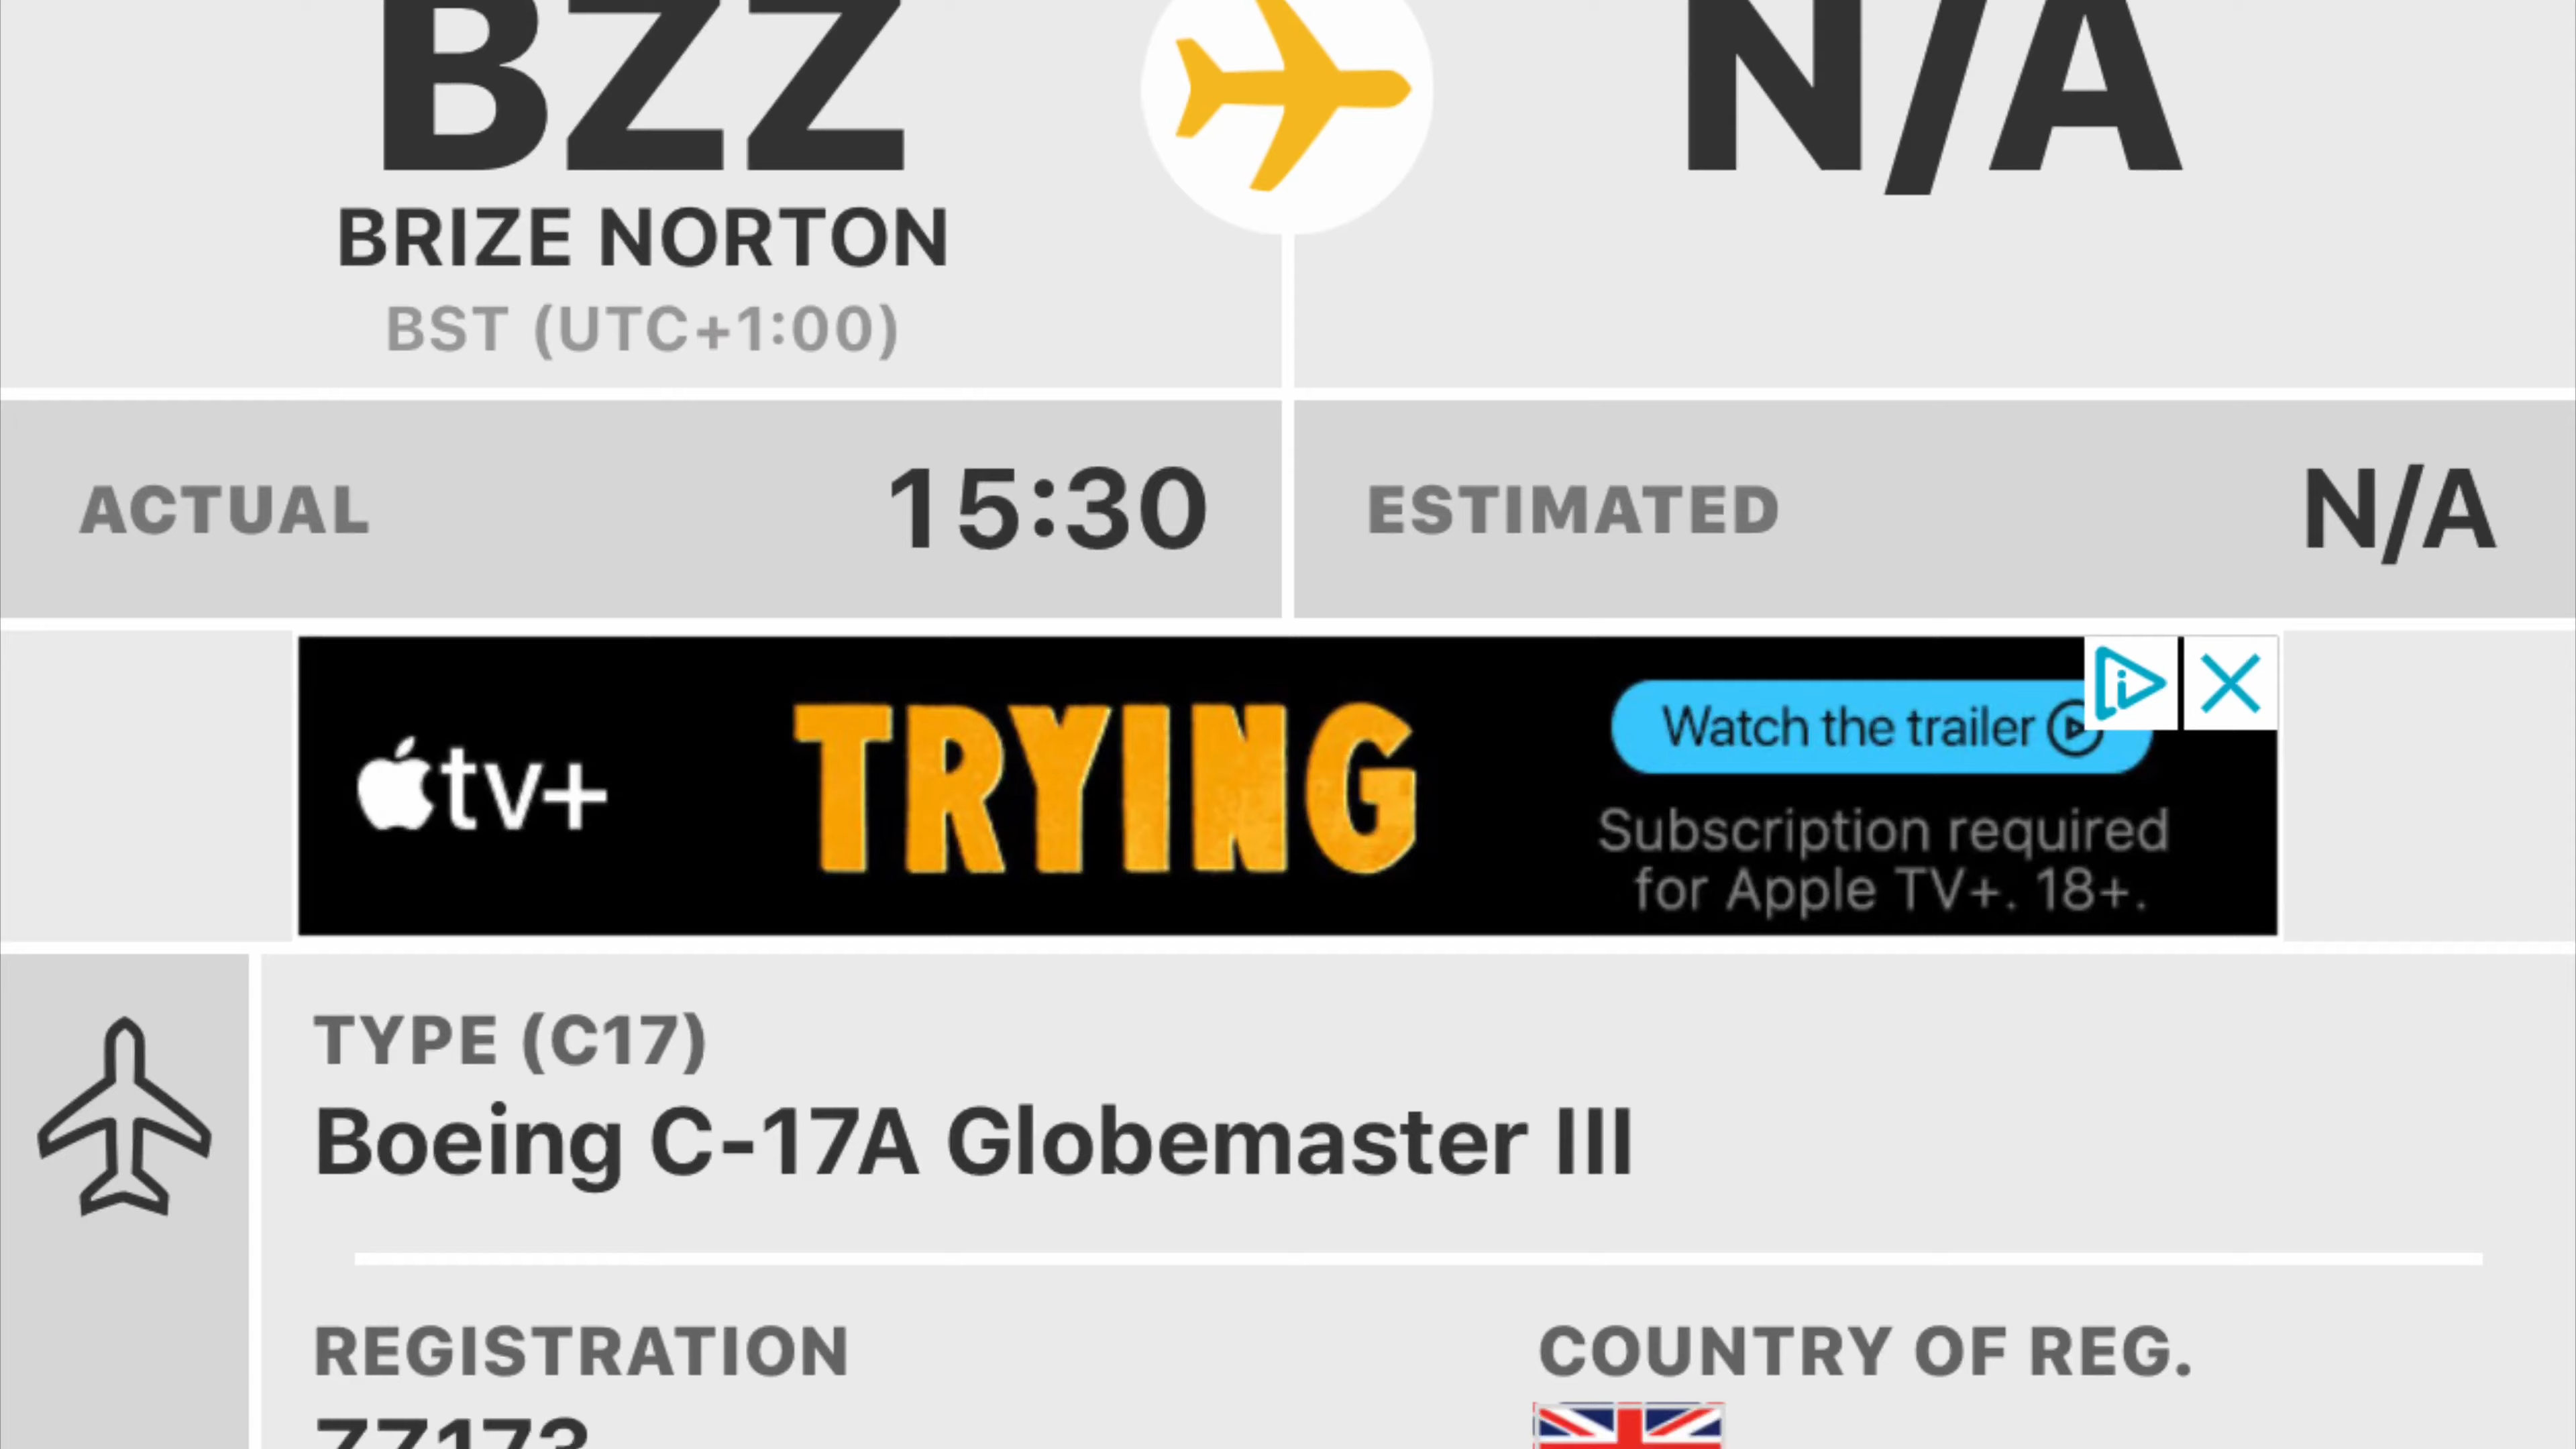 BZZ
N/A
BRIZE NORTON
BST (UTC+1:00)
ACTUAL 15:30
ESTIMATED N/A
tv+
TRYING
Watch the trailer
Subscription required
for Apple TV+. 18+.
TYPE (C17)
Boeing C-17A Globemaster III
REGISTRATION
COUNTRY OF REG.
ZZ173